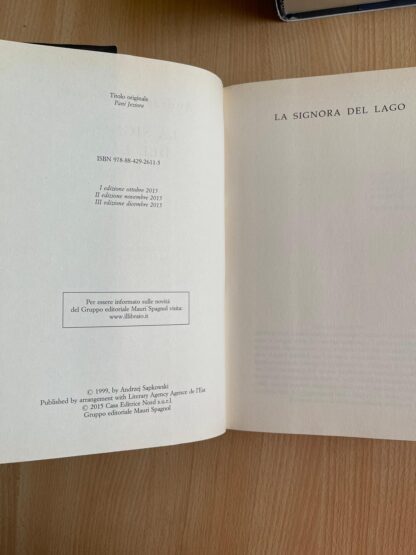 Titolo originale
Pani Jeziora
ISBN 978-88-429-2611-5
I edizione ottobre 2015
II edizione novembre 2015
III edizione dicembre 2015
Per essere informato sulle novità
del Gruppo editoriale Mauri Spagnol visita:
www.illibraio.it
© 1999, by Andrzej Sapkowski
Published by arrangement with Literary Agency Agence de l'Est
© 2015 Casa Editrice Nord s.u.r.l.
Gruppo editoriale Mauri Spagnol
LA SIGNORA DEL LAGO